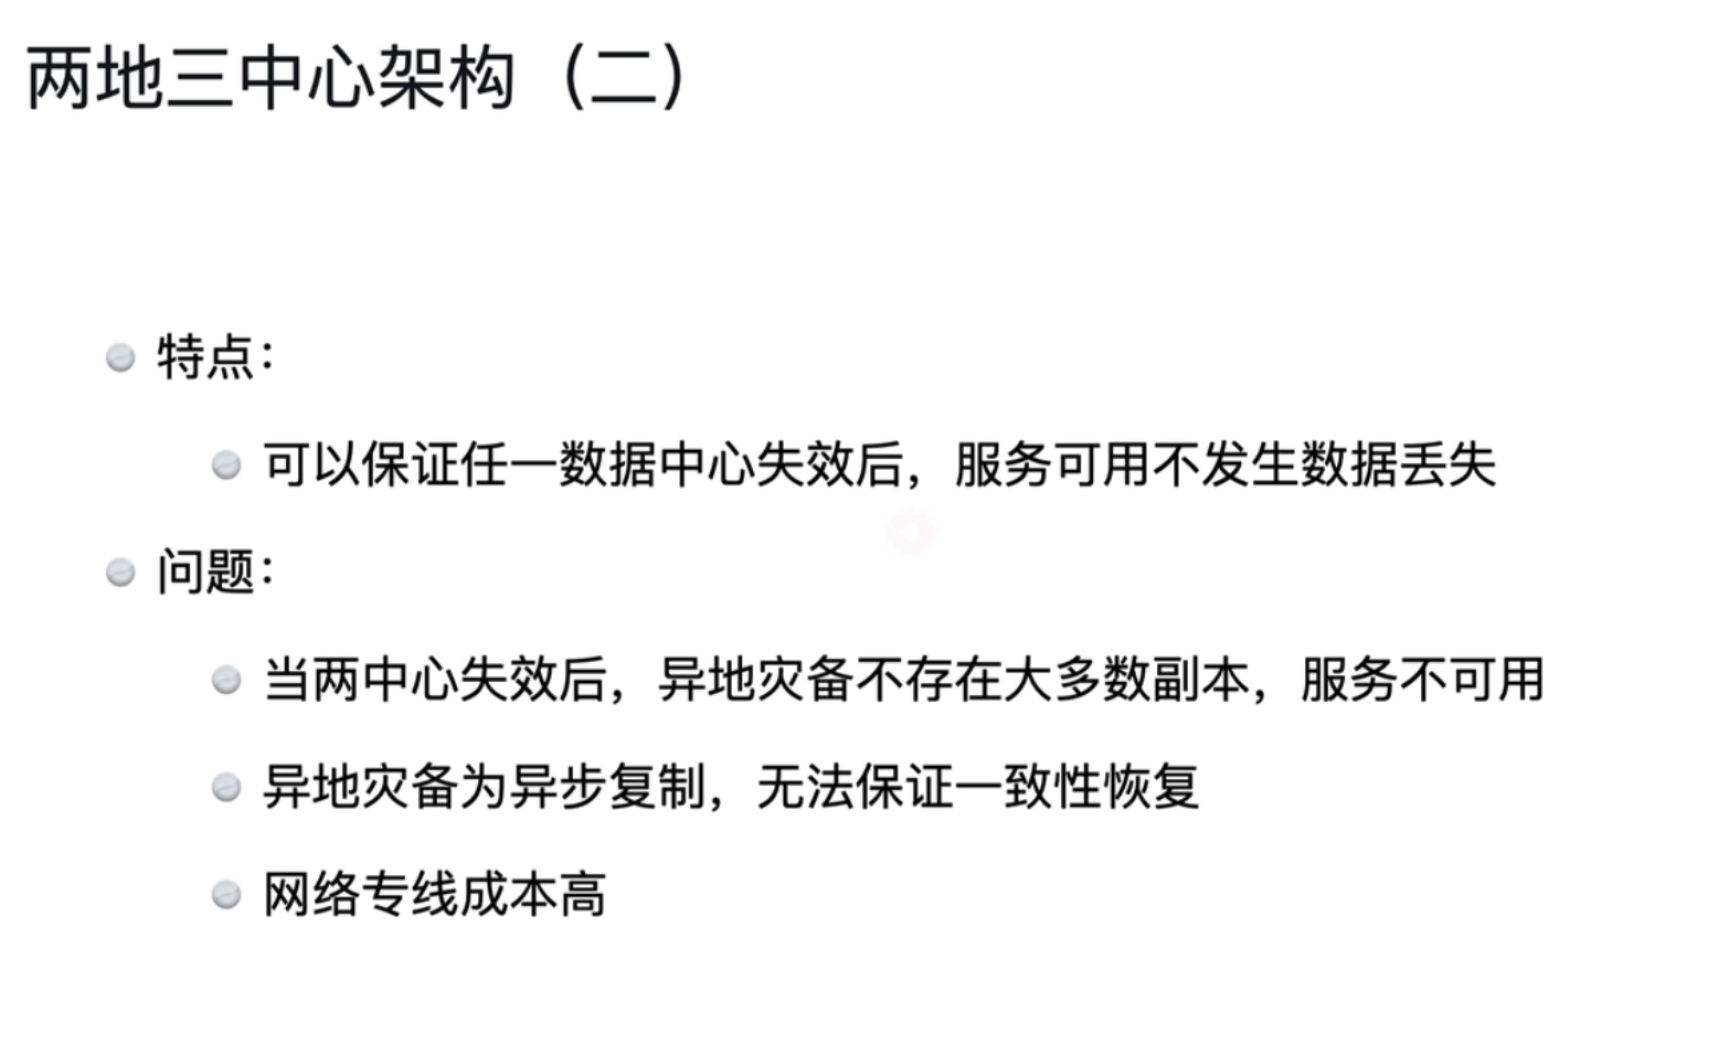 两地三中心架构（二）
特点：
可以保证任一数据中心失效后，服务可用不发生数据丢失
问题：
当两中心失效后，异地灾备不存在大多数副本，服务不可用
异地灾备为异步复制，无法保证一致性恢复
网络专线成本高